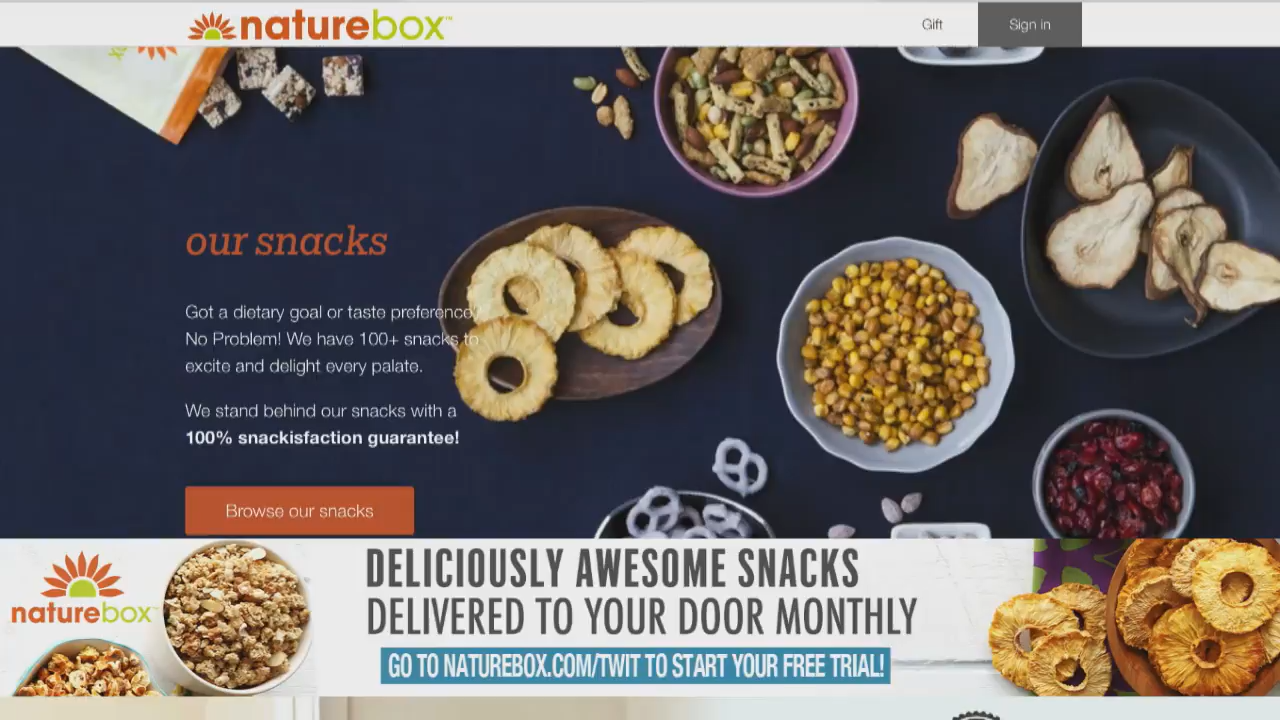 naturebox™
Gift
Sign in
our snacks
Got a dietary goal or taste preference?
No Problem! We have 100+ snacks to
excite and delight every palate.
We stand behind our snacks with a
100% snackisfaction guarantee!
Browse our snacks
naturebox
DELICIOUSLY AWESOME SNACKS
DELIVERED TO YOUR DOOR MONTHLY
GO TO NATUREBOX.COM/TWIT TO START YOUR FREE TRIAL!